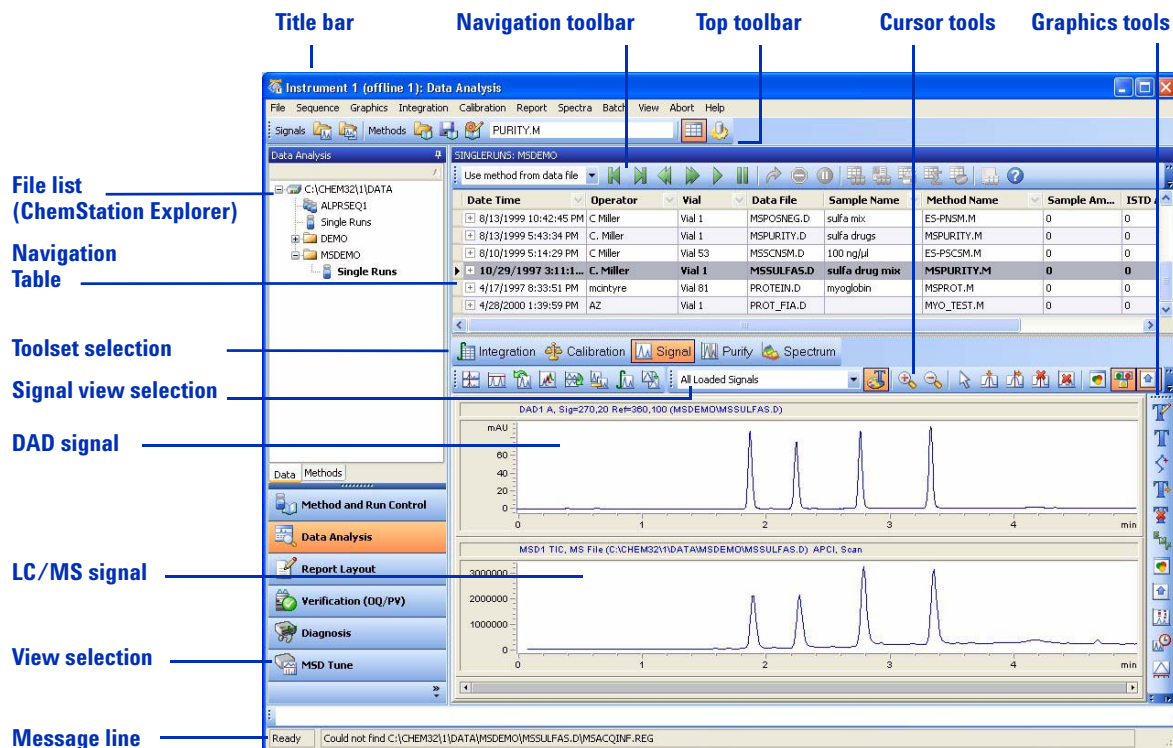 Title bar Navigation toolbar Top toolbar Cursor tools Graphics tools
Instrument 1 (offline 1): Data Analysis
File Sequence Graphics Integration Calibration Report Spectra Batch View Abort Help
Signals Methods PURITY.M
Data Analysis
SINGLERUNS: MSDEMO
Use method from data file
File list
(ChemStation Explorer)
C:\CHEM32\1\DATA
ALPRSEQ1
Single Runs
DEMO
MSDEMO
Single Runs
Date Time Operator Vial Data File Sample Name Method Name Sample Am... ISTD
8/13/1999 10:42:45 PM C Miller Vial 1 MSPOSNEG.D sulfa mix ES-PNSM.M 0 0
8/13/1999 5:43:34 PM C. Miller Vial 1 MSPURITY.D sulfa drugs MSPURITY.M 0 0
8/10/1999 5:14:29 PM C Miller Vial 53 MSSCNSM.D 100 ng/µl ES-PSCSM.M 0 0
10/29/1997 3:11:1... C. Miller Vial 1 MSSULFAS.D sulfa drug mix MSPURITY.M 0 0
4/17/1997 8:33:51 PM mcintyre Vial 81 PROTEIN.D myoglobin MSPROT.M 0 0
4/28/2000 1:39:59 PM AZ Vial 1 PROT_FIA.D MYO_TEST.M 0 0
Navigation
Table
Toolset selection
Integration Calibration Signal Purify Spectrum
Signal view selection
All Loaded Signals
DAD signal
DAD1 A, Sig=270,20 Ref=360,100 (MSDEMO\MSSULFAS.D)
mAU
60
40
20
0
0 1 2 3 4 min
Data Methods
Method and Run Control
Data Analysis
Report Layout
Verification (OQ/PV)
Diagnosis
MSD Tune
LC/MS signal
MSD1 TIC, MS File (C:\CHEM32\1\DATA\MSDEMO\MSSULFAS.D) APCI, Scan
3000000
2000000
1000000
0
0 1 2 3 4 min
View selection
Message line
Ready Could not find C:\CHEM32\1\DATA\MSDEMO\MSSULFAS.D\MSACQINF.REG